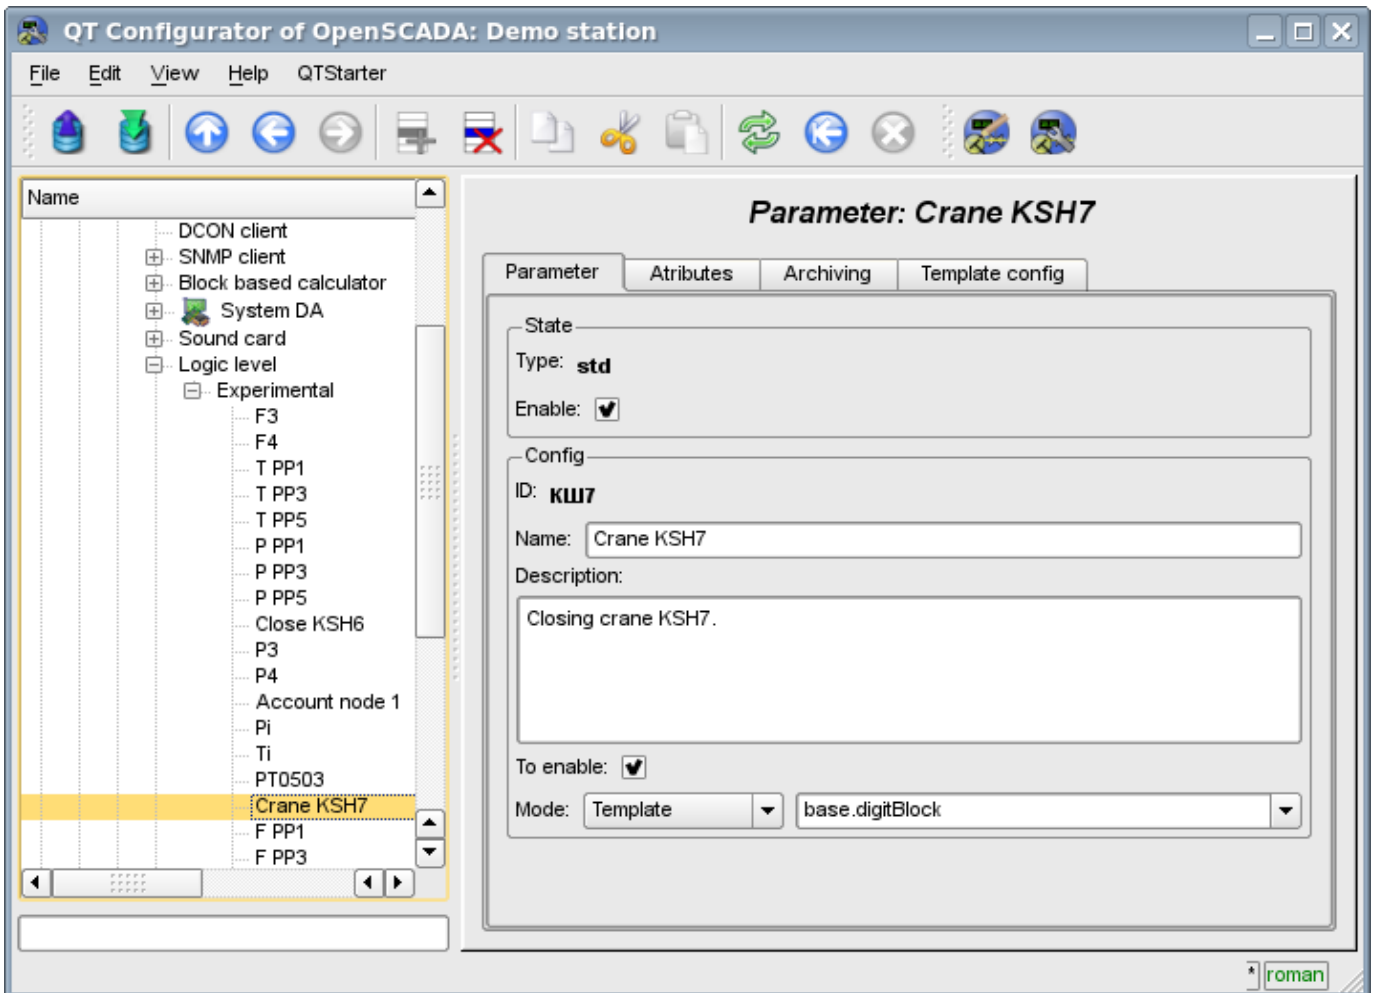 QT Configurator of OpenSCADA: Demo station
File Edit View Help QTStarter
Name
DCON client
SNMP client
Block based calculator
System DA
Sound card
Logic level
Experimental
F3
F4
T PP1
T PP3
T PP5
P PP1
P PP3
P PP5
Close KSH6
P3
P4
Account node 1
Pi
Ti
PT0503
Crane KSH7
F PP1
F PP3
Parameter: Crane KSH7
Parameter Atributes Archiving Template config
State
Type: std
Enable:
Config
ID: КШ7
Name: Crane KSH7
Description:
Closing crane KSH7.
To enable:
Mode: Template base.digitBlock
* roman